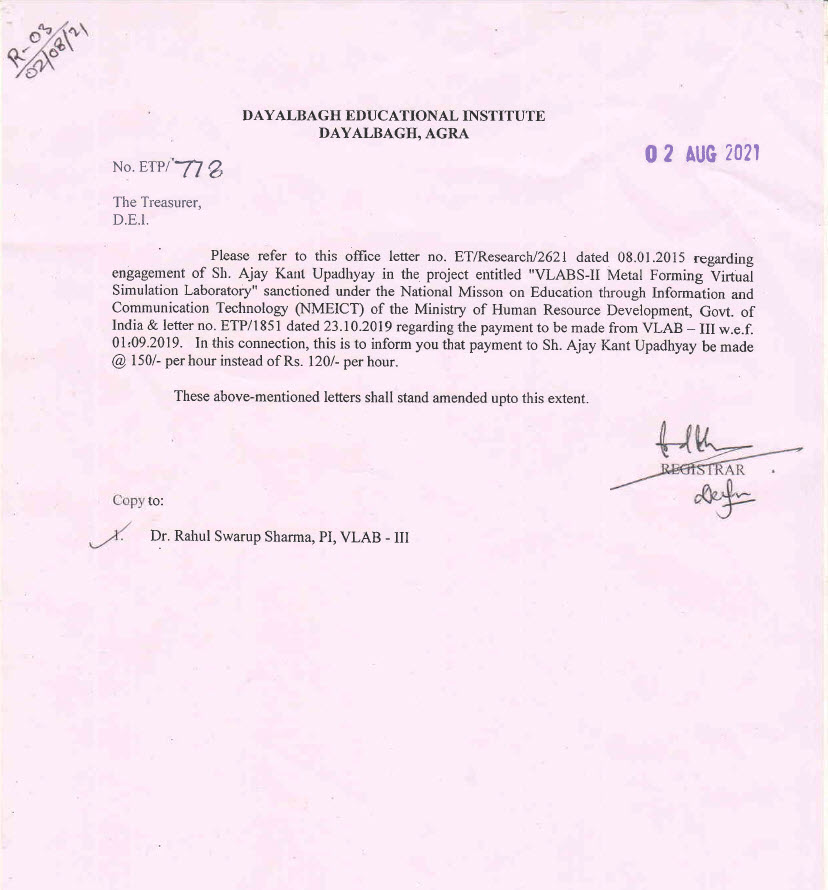 R-03
02/08/21
DAYALBAGH EDUCATIONAL INSTITUTE
DAYALBAGH, AGRA
02 AUG 2021
No. ETP/778
The Treasurer,
D.E.I.
Please refer to this office letter no. ET/Research/2621 dated 08.01.2015 regarding
engagement of Sh. Ajay Kant Upadhyay in the project entitled "VLABS-II Metal Forming Virtual
Simulation Laboratory" sanctioned under the National Misson on Education through Information and
Communication Technology (NMEICT) of the Ministry of Human Resource Development, Govt. of
India & letter no. ETP/1851 dated 23.10.2019 regarding the payment to be made from VLAB – III w.e.f.
01.09.2019. In this connection, this is to inform you that payment to Sh. Ajay Kant Upadhyay be made
@ 150/- per hour instead of Rs. 120/- per hour.
These above-mentioned letters shall stand amended upto this extent.
REGISTRAR
Copy to:
1. Dr. Rahul Swarup Sharma, PI, VLAB - III